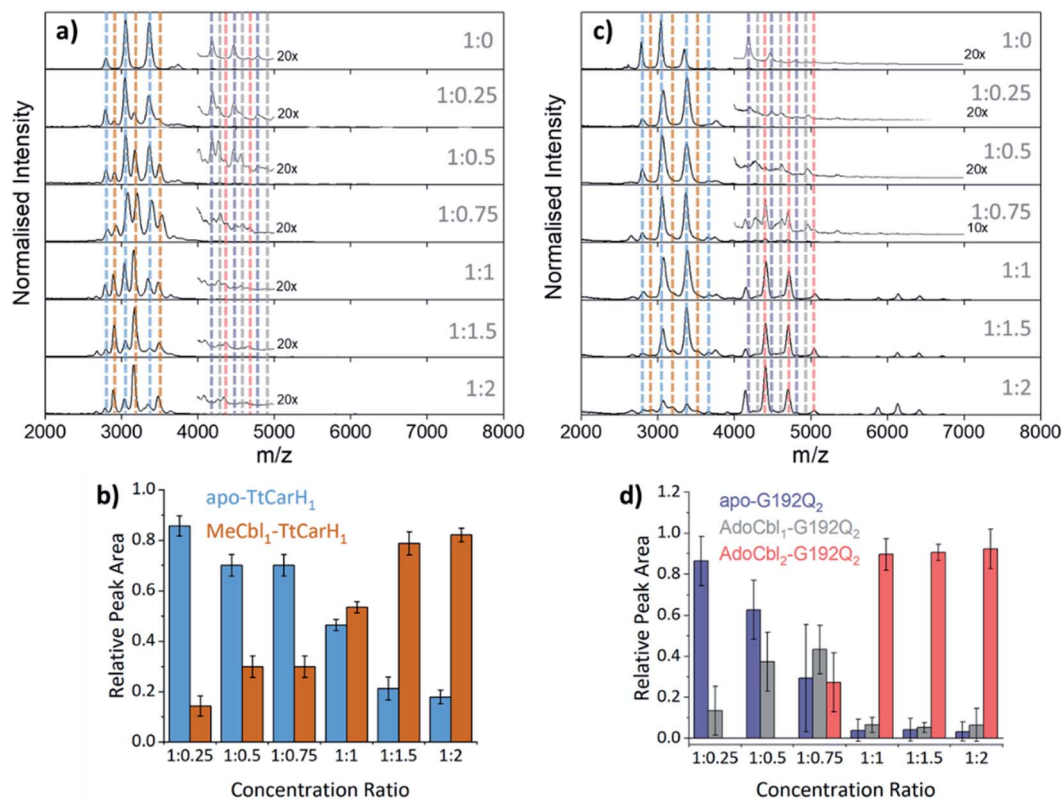 a)
Normalised Intensity
1:0
20x
1:0.25
20x
1:0.5
20x
1:0.75
20x
1:1
20x
1:1.5
20x
1:2
20x
2000 3000 4000 5000 6000 7000 8000
m/z
c)
Normalised Intensity
1:0
20x
1:0.25
20x
1:0.5
20x
1:0.75
10x
1:1
1:1.5
1:2
2000 3000 4000 5000 6000 7000 8000
m/z
b)
apo-TtCarH₁
MeCbl₁-TtCarH₁
Relative Peak Area
1.0
0.8
0.6
0.4
0.2
0.0
1:0.25 1:0.5 1:0.75 1:1 1:1.5 1:2
Concentration Ratio
d)
apo-G192Q₂
AdoCbl₁-G192Q₂
AdoCbl₂-G192Q₂
Relative Peak Area
1.2
1.0
0.8
0.6
0.4
0.2
0.0
1:0.25 1:0.5 1:0.75 1:1 1:1.5 1:2
Concentration Ratio